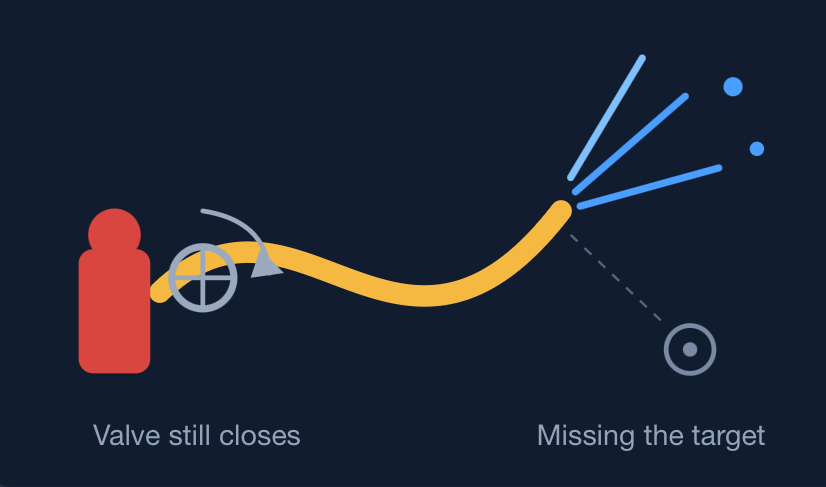 Valve still closes
Missing the target